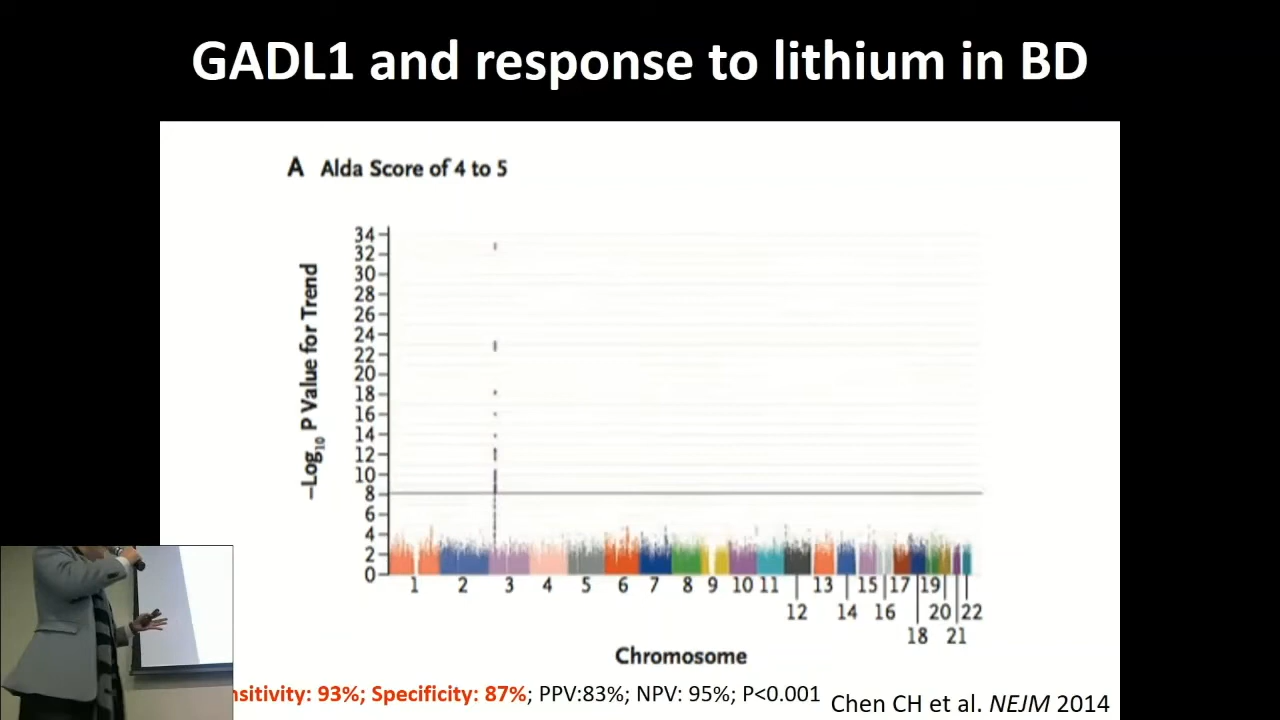 GADL1 and response to lithium in BD
A Alda Score of 4 to 5
–Log10 P Value for Trend
34
32
30
28
26
24
22
20
18
16
14
12
10
8
6
4
2
0
1 2 3 4 5 6 7 8 9 10 11 13 15 17 19
12 14 16 20 22
18 21
Chromosome
nsitivity: 93%; Specificity: 87%; PPV:83%; NPV: 95%; P<0.001
Chen CH et al. NEJM 2014